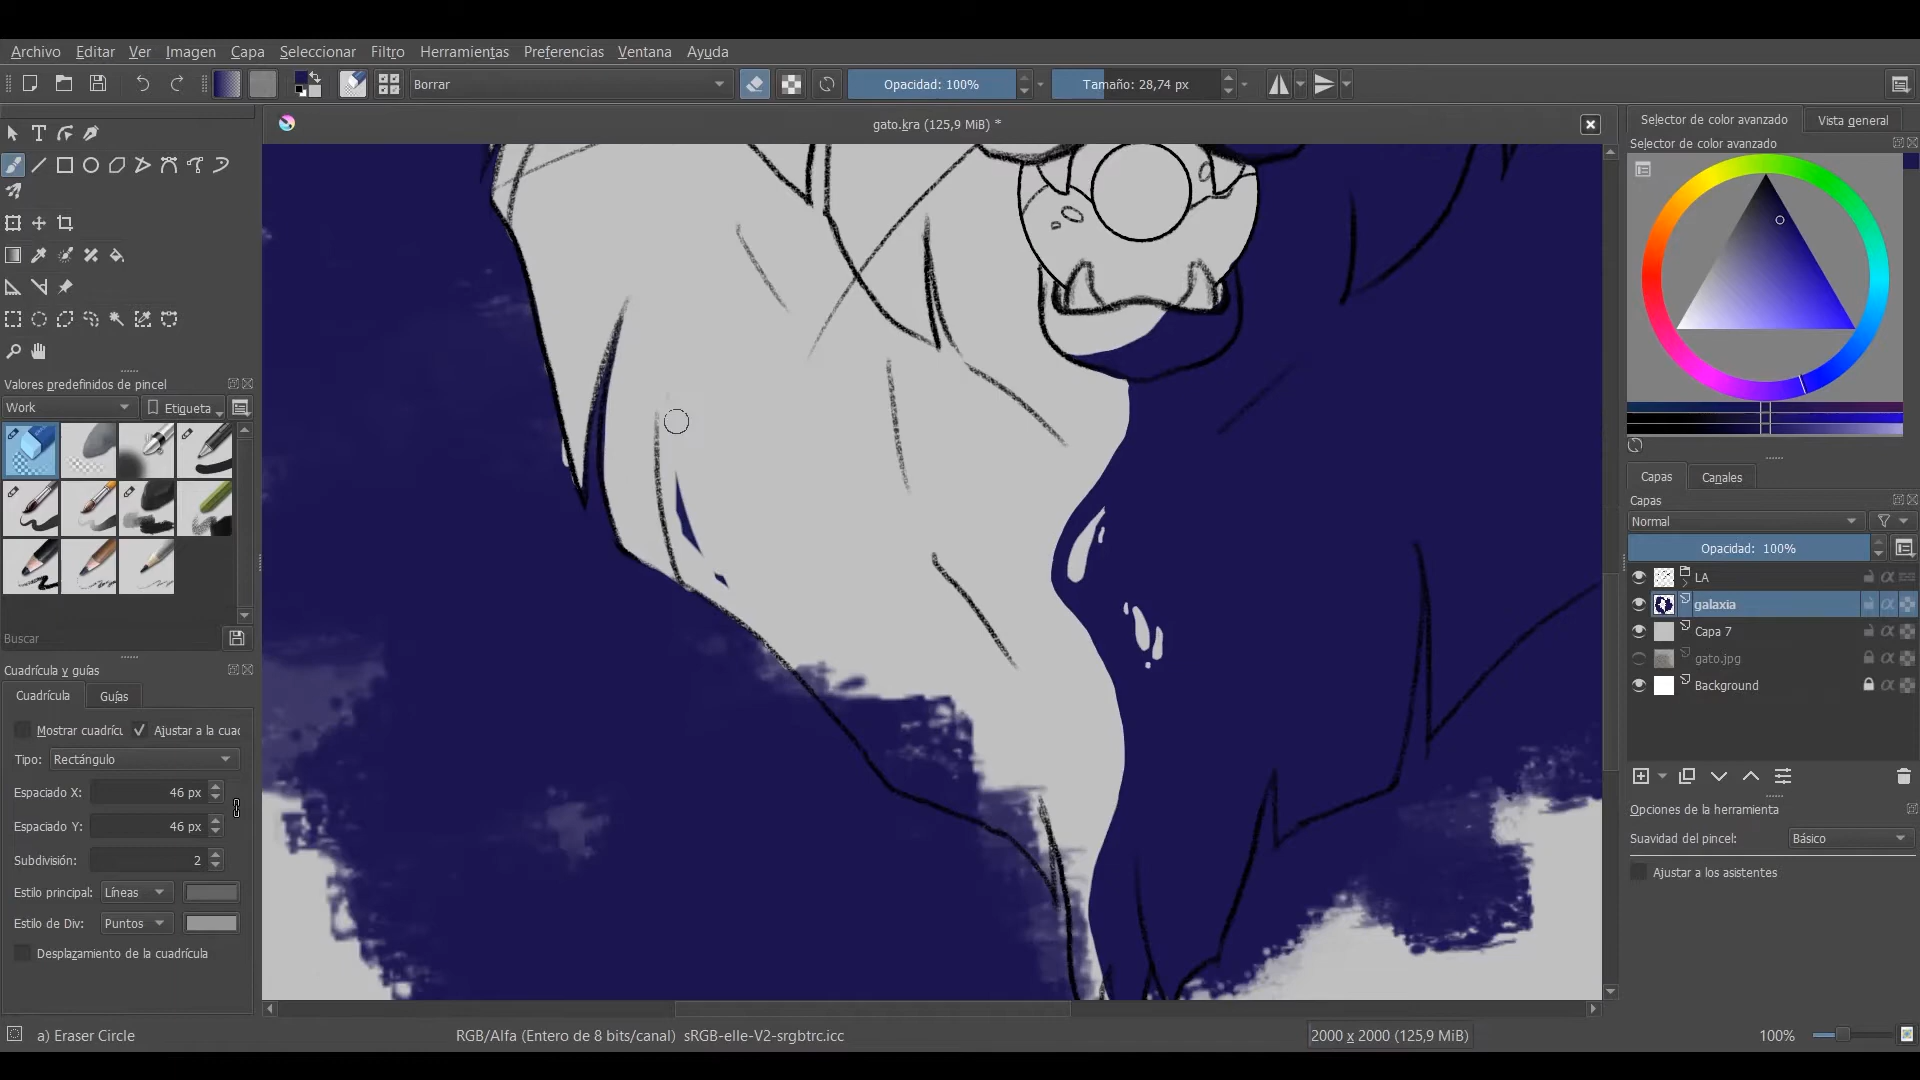 Archivo Editar Ver Imagen Capa Seleccionar Filtro Herramientas Preferencias Ventana Ayuda
Borrar Opacidad: 100% Tamaño: 28,74 px
gato.kra (125,9 MiB) *
Selector de color avanzado Vista general
Selector de color avanzado
Valores predefinidos de pincel
Work Etiqueta
Buscar
Cuadrícula y guías
Cuadrícula Guías
Mostrar cuadrícu Ajustar a la cuad
Tipo: Rectángulo
Espaciado X: 46 px
Espaciado Y: 46 px
Subdivisión: 2
Estilo principal: Líneas
Estilo de Div: Puntos
Desplazamiento de la cuadrícula
Capas Canales
Capas
Normal
Opacidad: 100%
LA
galaxia
Capa 7
gato.jpg
Background
Opciones de la herramienta
Suavidad del pincel: Básico
Ajustar a los asistentes
a) Eraser Circle RGB/Alfa (Entero de 8 bits/canal) sRGB-elle-V2-srgbtrc.icc 2000 x 2000 (125,9 MiB) 100%